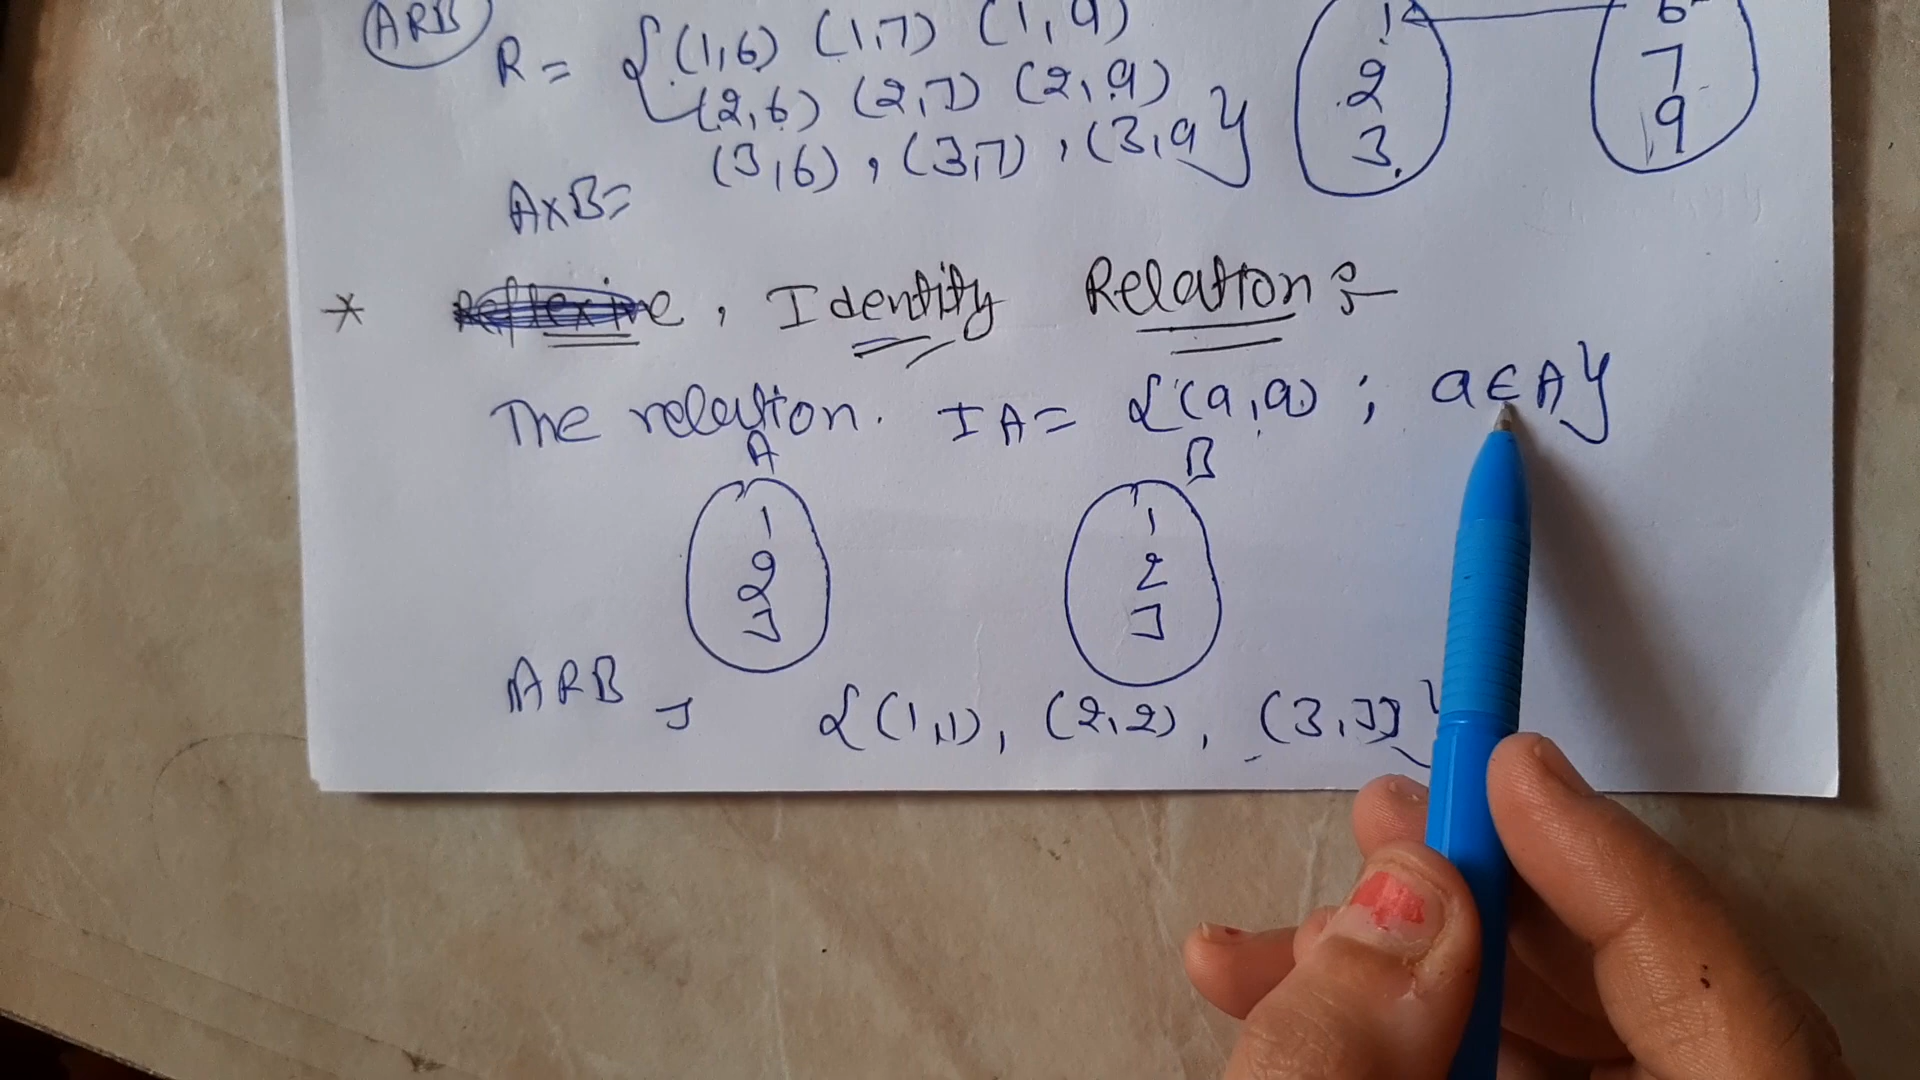 ARB
R = {(1,6) (1,7) (1,9)
(2,6) (2,7) (2,9)
(3,6), (3,7), (3,9}
A×B=
1 6
2 7
3 9
* Reflexive, Identity Relation :-
The relation. IA = {(a,a) ; a∈A}
A B
1 1
2 2
3 3
ARB → {(1,1), (2,2), (3,3)}